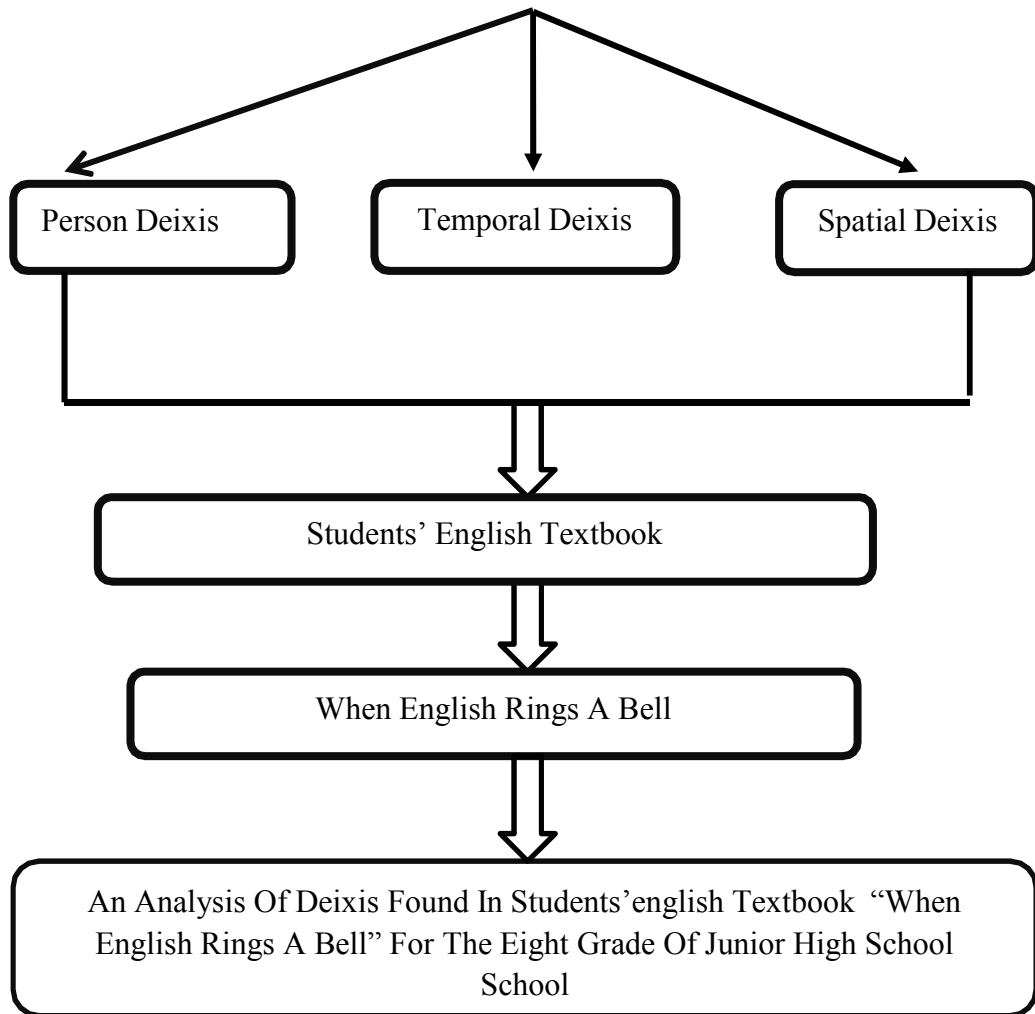 Person Deixis
Temporal Deixis
Spatial Deixis
Students’ English Textbook
When English Rings A Bell
An Analysis Of Deixis Found In Students’english Textbook “When
English Rings A Bell” For The Eight Grade Of Junior High School
School